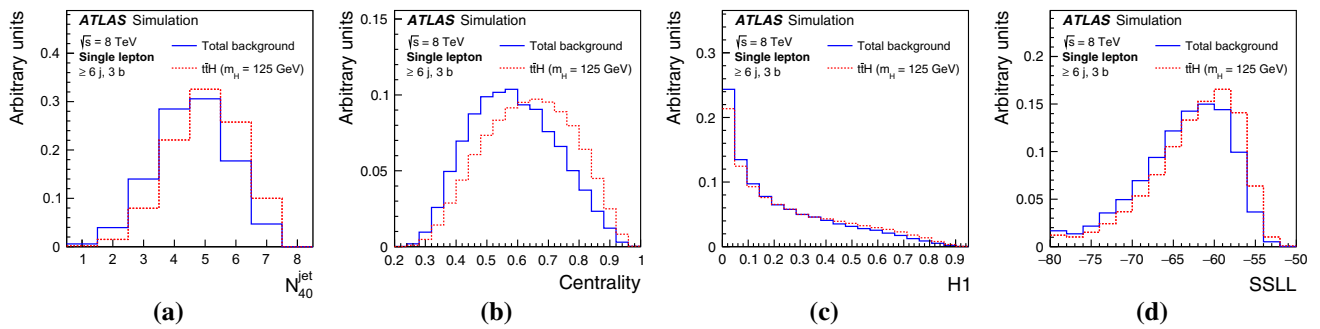 ATLAS Simulation
√s = 8 TeV
Single lepton
≥ 6 j, 3 b
Total background
tt̄H (m_H = 125 GeV)
Arbitrary units
0.4
0.3
0.2
0.1
0
1 2 3 4 5 6 7 8
N_40^jet
(a)
ATLAS Simulation
√s = 8 TeV
Single lepton
≥ 6 j, 3 b
Total background
tt̄H (m_H = 125 GeV)
Arbitrary units
0.15
0.1
0.05
0
0.2 0.3 0.4 0.5 0.6 0.7 0.8 0.9 1
Centrality
(b)
ATLAS Simulation
√s = 8 TeV
Single lepton
≥ 6 j, 3 b
Total background
tt̄H (m_H = 125 GeV)
Arbitrary units
0.3
0.2
0.1
0
0 0.1 0.2 0.3 0.4 0.5 0.6 0.7 0.8 0.9
H1
(c)
ATLAS Simulation
√s = 8 TeV
Single lepton
≥ 6 j, 3 b
Total background
tt̄H (m_H = 125 GeV)
Arbitrary units
0.2
0.15
0.1
0.05
0
−80 −75 −70 −65 −60 −55 −50
SSLL
(d)